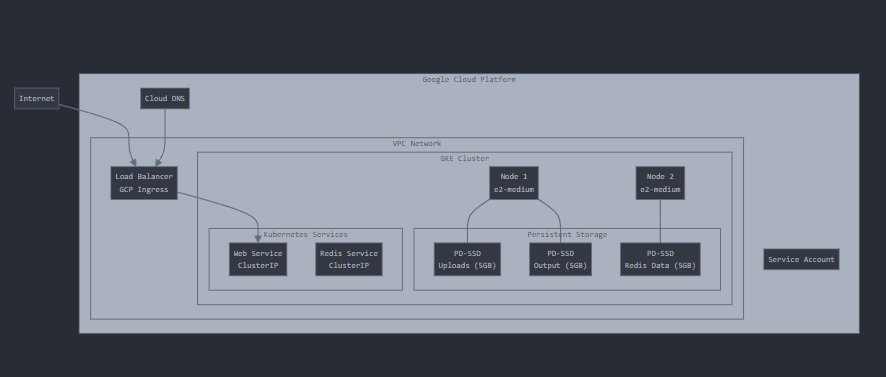 Google Cloud Platform
Internet
Cloud DNS
VPC Network
GKE Cluster
Load Balancer
GCP Ingress
Node 1
e2-medium
Node 2
e2-medium
Kubernetes Services
Persistent Storage
Web Service
ClusterIP
Redis Service
ClusterIP
PD-SSD
Uploads (5GB)
PD-SSD
Output (5GB)
PD-SSD
Redis Data (5GB)
Service Account